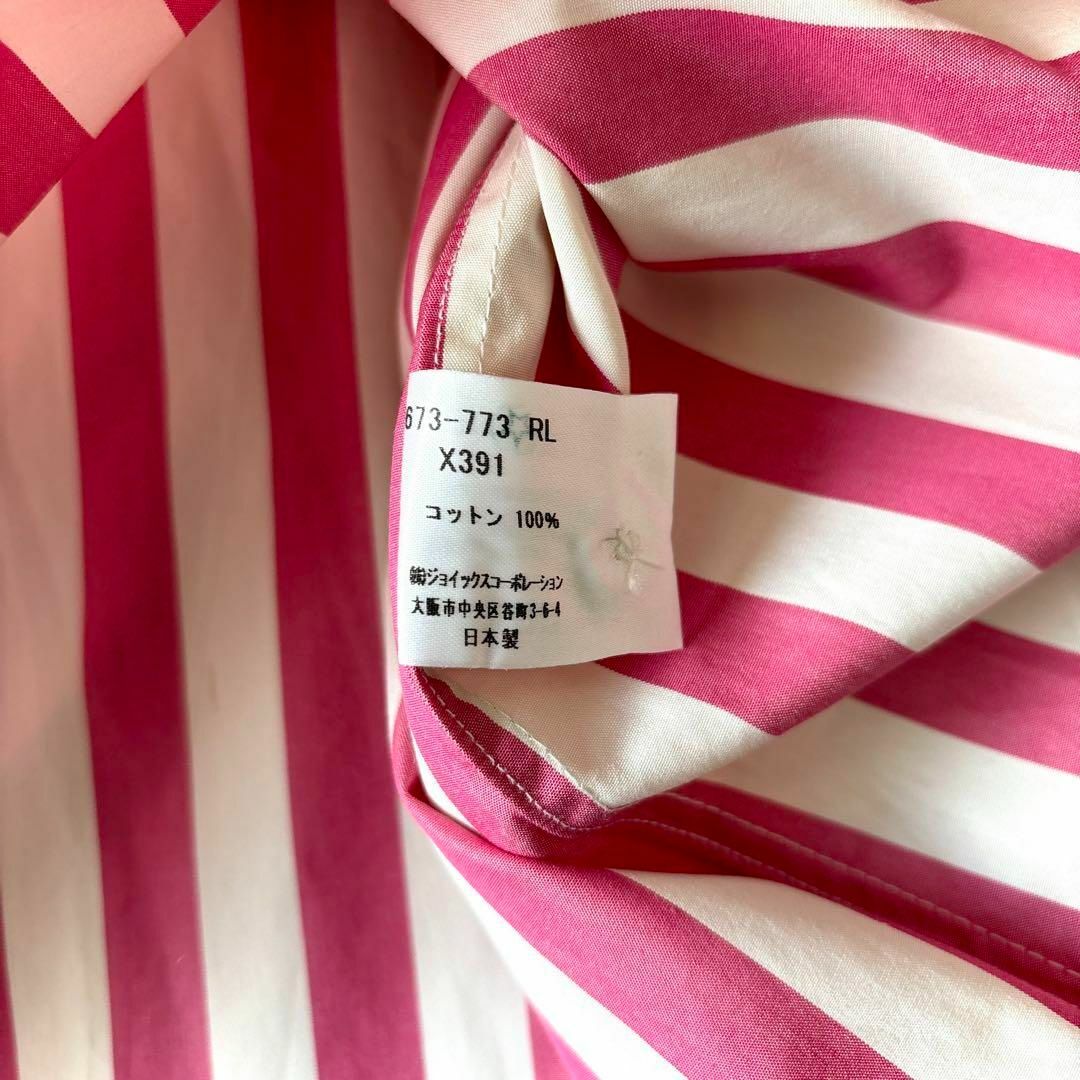 673-773 RL
X391
コットン 100%
㈱ジョイックスコーポレーション
大阪市中央区谷町3-6-4
日本製